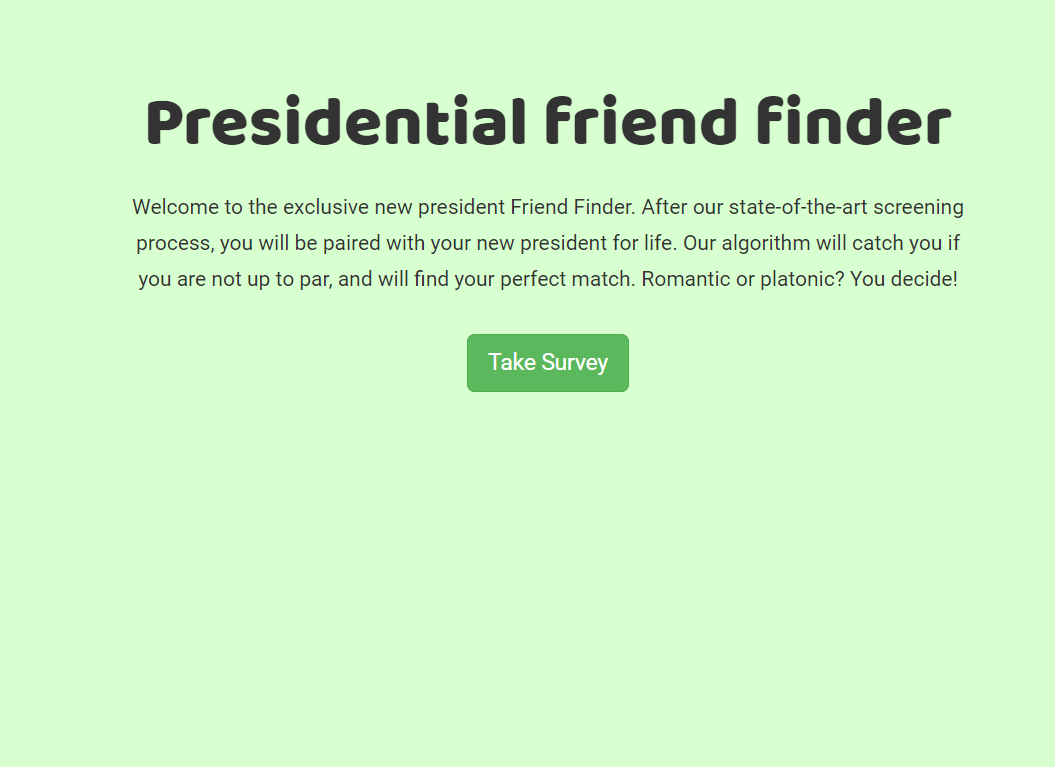 Presidential friend finder
Welcome to the exclusive new president Friend Finder. After our state-of-the-art screening
process, you will be paired with your new president for life. Our algorithm will catch you if
you are not up to par, and will find your perfect match. Romantic or platonic? You decide!
Take Survey